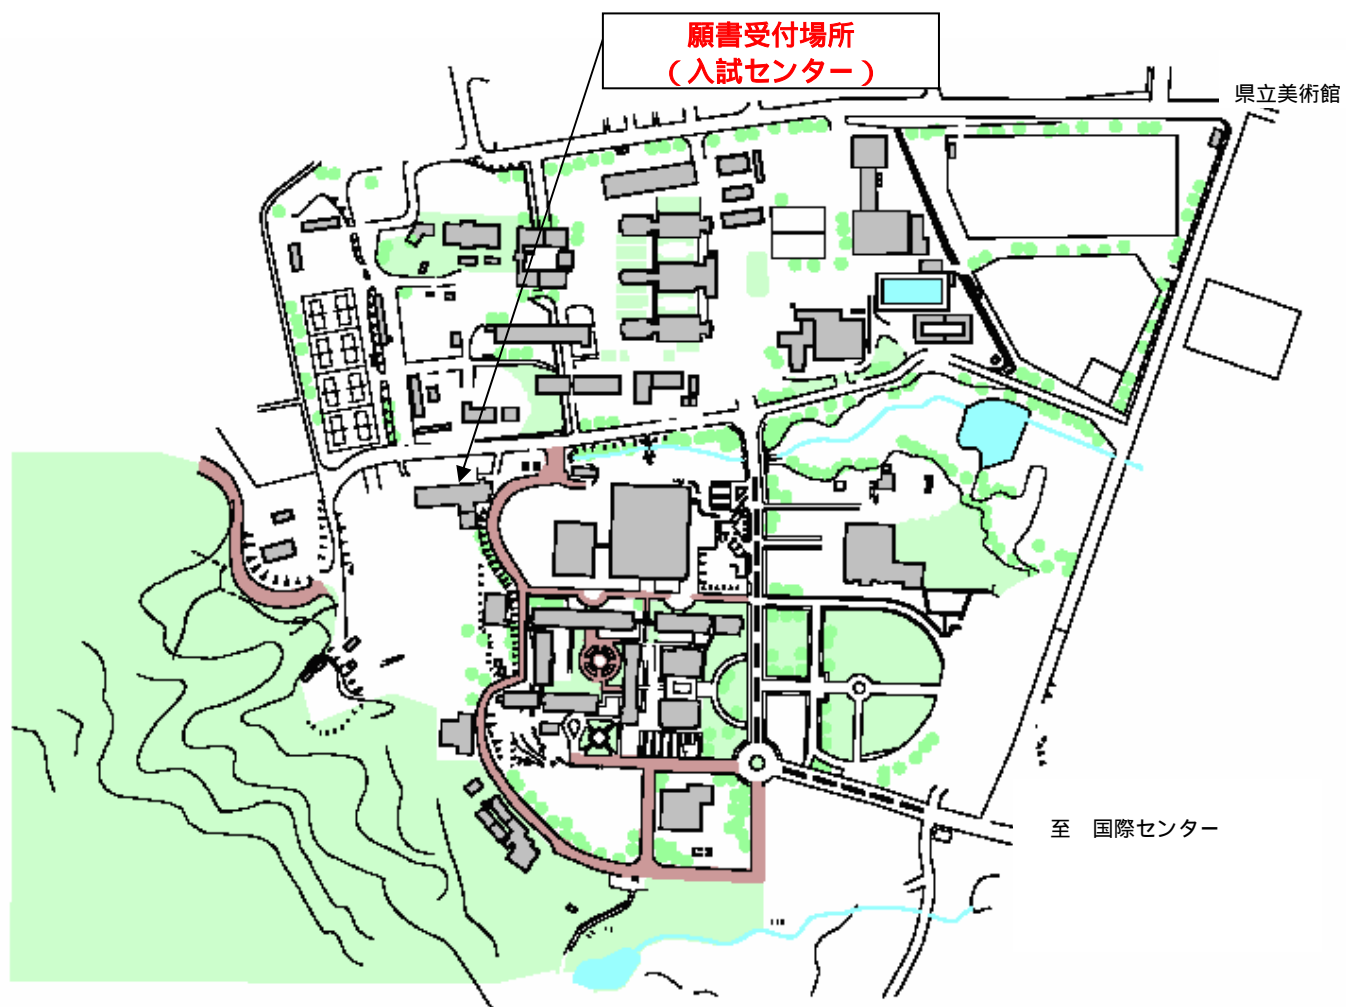 願書受付場所
（入試センター）
県立美術館
至　国際センター